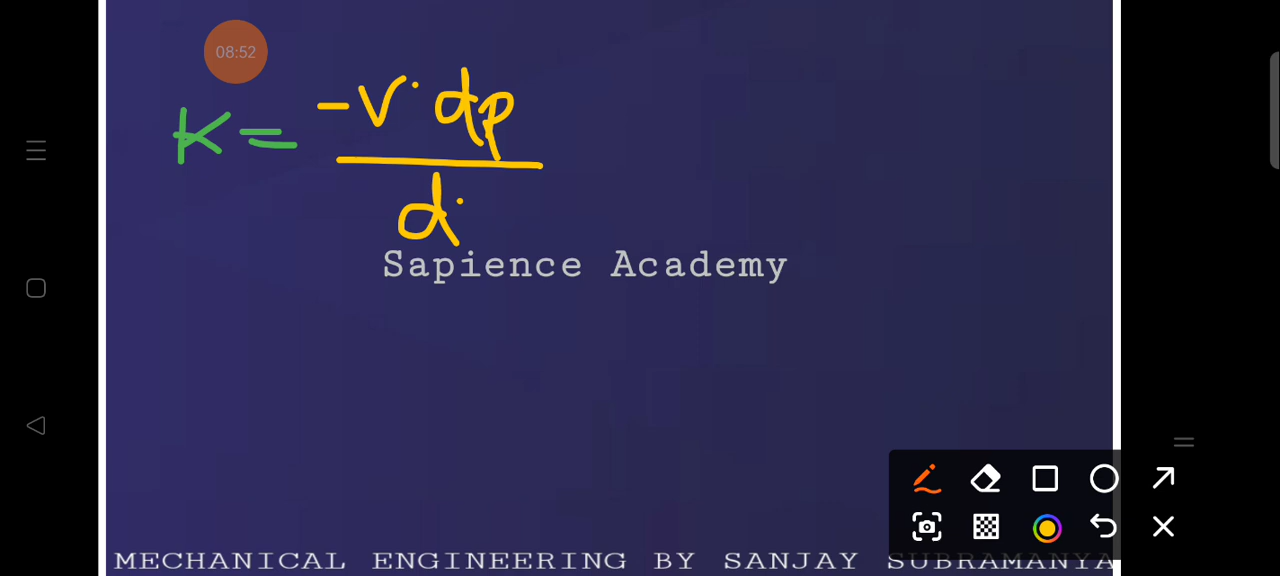 08:52
K = -V dp
d
Sapience Academy
MECHANICAL ENGINEERING BY SANJAY SUBRAMANYA